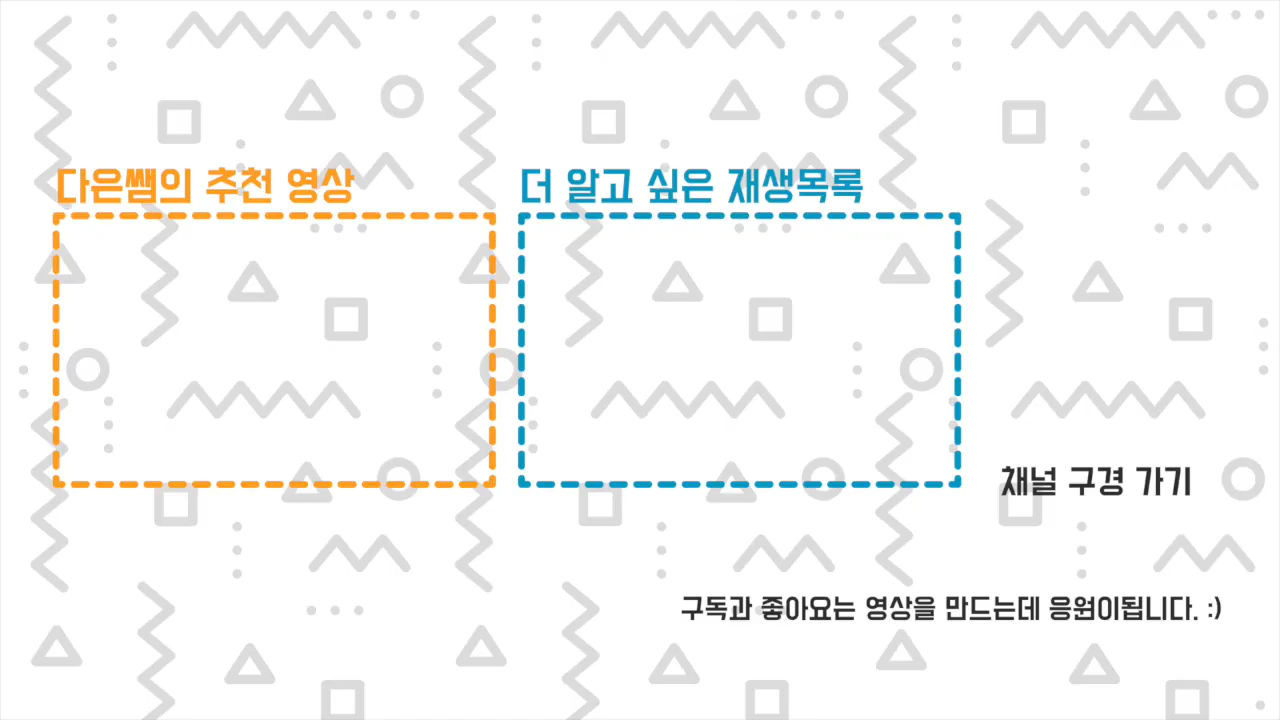 다은쌤의 추천 영상
더 알고 싶은 재생목록
채널 구경 가기
구독과 좋아요는 영상을 만드는데 응원이됩니다. :)